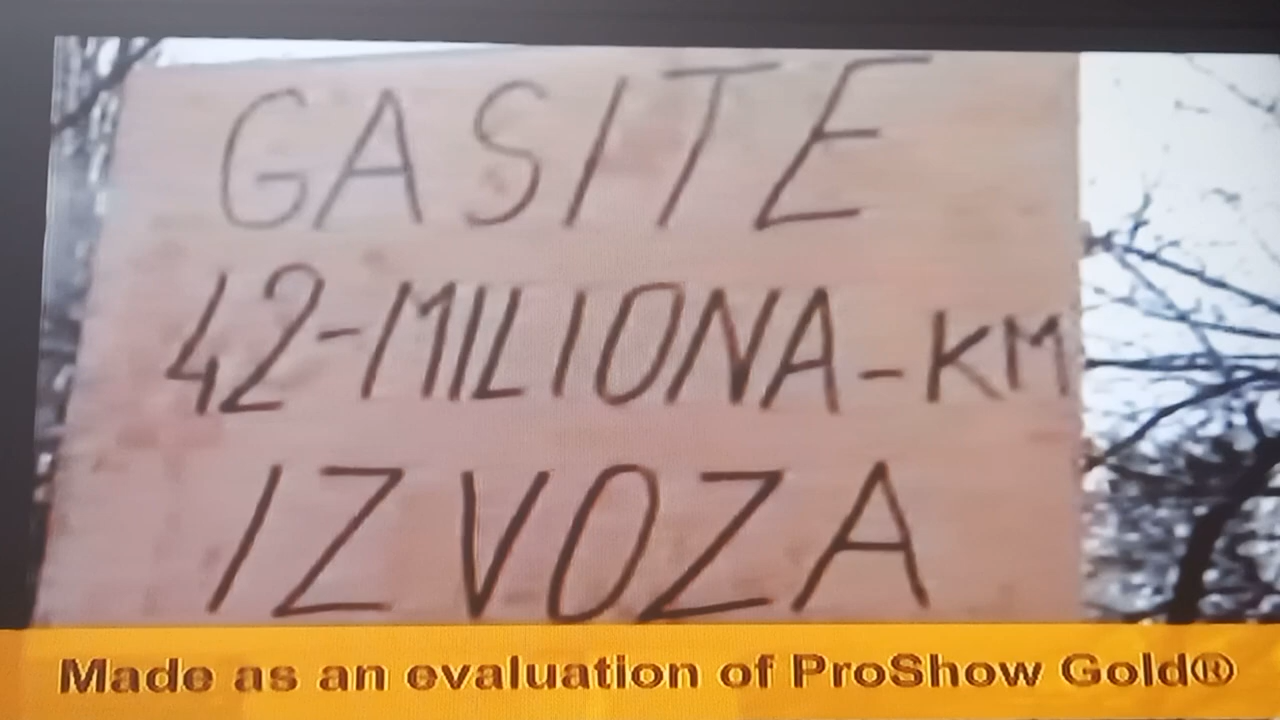 GASITE
42-MILIONA-KM
IZVOZA
Made as an evaluation of ProShow Gold®